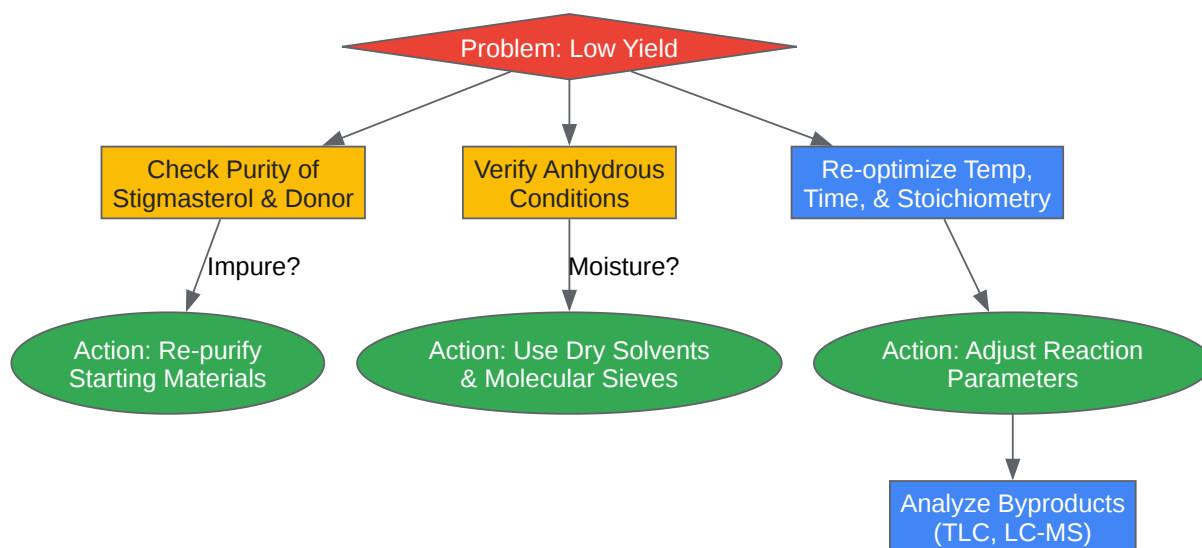 Problem: Low Yield
Check Purity of
Stigmasterol & Donor
Verify Anhydrous
Conditions
Re-optimize Temp,
Time, & Stoichiometry
Impure?
Moisture?
Action: Re-purify
Starting Materials
Action: Use Dry Solvents
& Molecular Sieves
Action: Adjust Reaction
Parameters
Analyze Byproducts
(TLC, LC-MS)